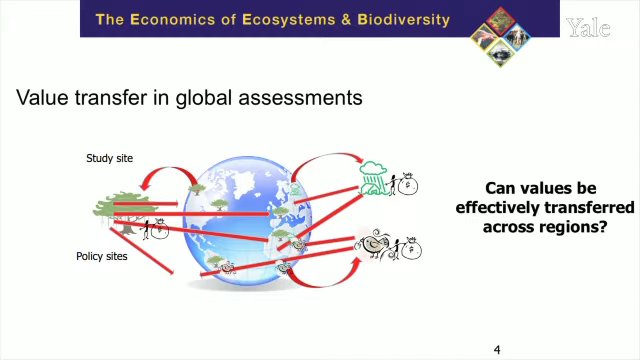 The Economics of Ecosystems & Biodiversity
Yale
Value transfer in global assessments
Study site
Policy sites
Can values be
effectively transferred
across regions?
4